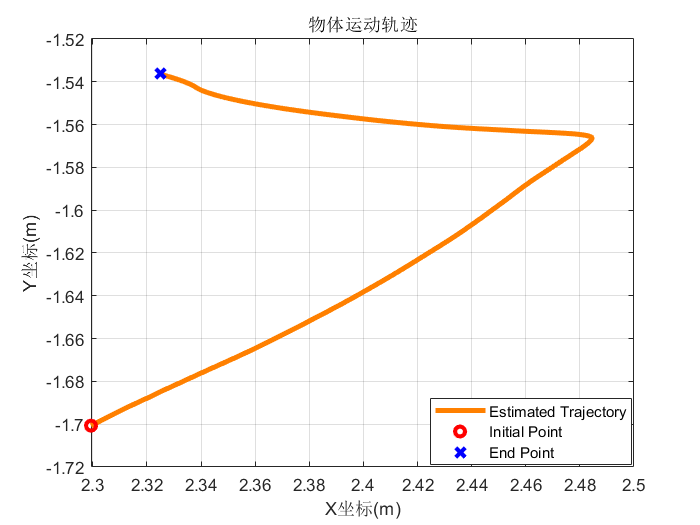 物体运动轨迹
-1.52
-1.54
-1.56
-1.58
-1.6
-1.62
-1.64
-1.66
-1.68
-1.7
-1.72
Y坐标(m)
Estimated Trajectory
Initial Point
End Point
2.3 2.32 2.34 2.36 2.38 2.4 2.42 2.44 2.46 2.48 2.5
X坐标(m)